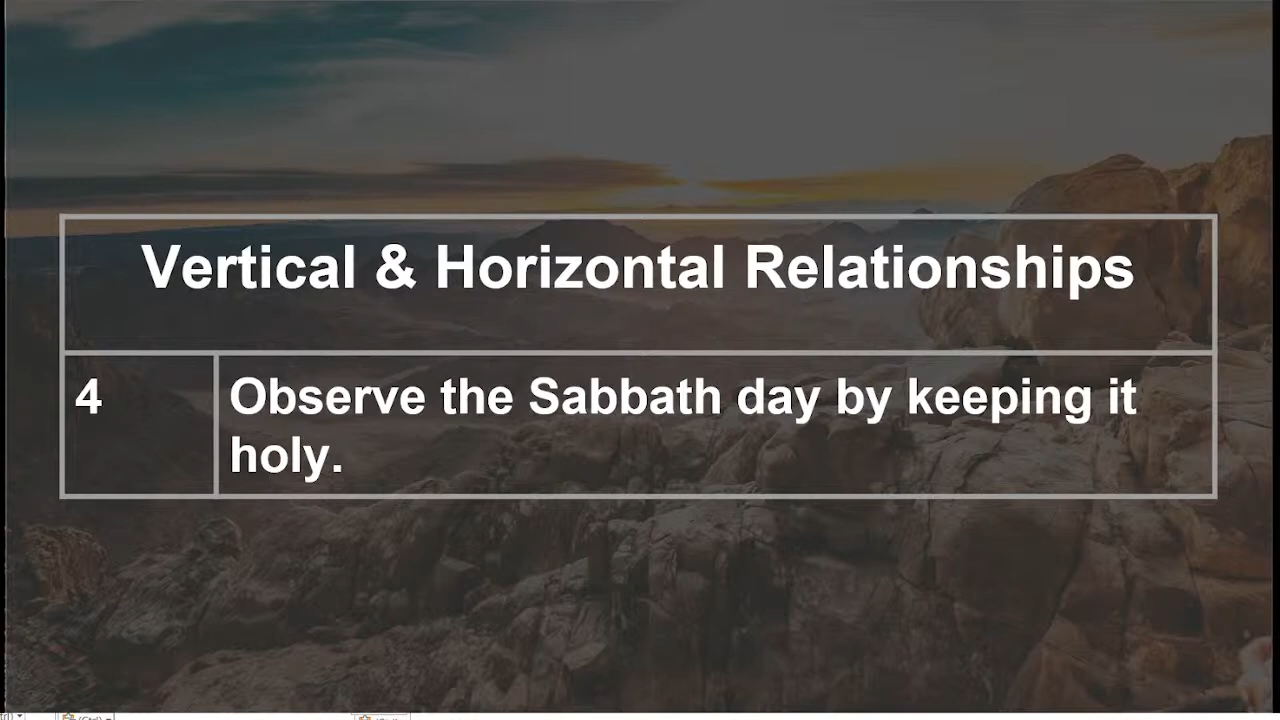 Vertical & Horizontal Relationships
4
Observe the Sabbath day by keeping it
holy.